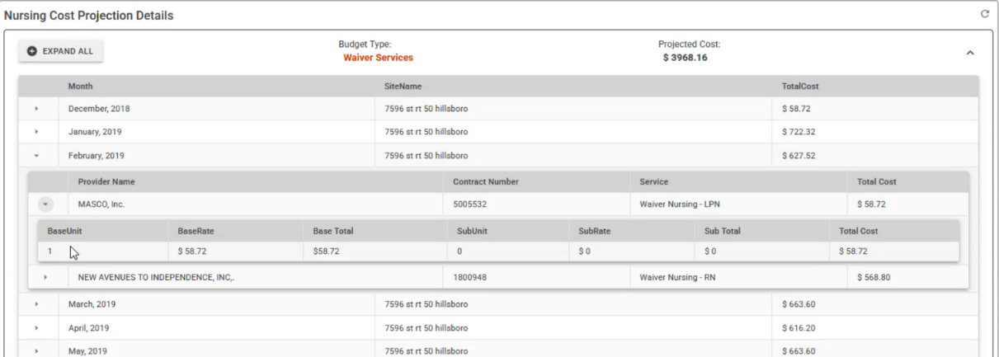 Nursing Cost Projection Details
EXPAND ALL
Budget Type:
Waiver Services
Projected Cost:
$ 3968.16
Month SiteName TotalCost
December, 2018 7596 st rt 50 hillsboro $ 58.72
January, 2019 7596 st rt 50 hillsboro $ 722.32
February, 2019 7596 st rt 50 hillsboro $ 627.52
Provider Name Contract Number Service Total Cost
MASCO, Inc. 5005532 Waiver Nursing - LPN $ 58.72
BaseUnit BaseRate Base Total SubUnit SubRate Sub Total Total Cost
1 $ 58.72 $58.72 0 $ 0 $ 0 $ 58.72
NEW AVENUES TO INDEPENDENCE, INC,. 1800948 Waiver Nursing - RN $ 568.80
March, 2019 7596 st rt 50 hillsboro $ 663.60
April, 2019 7596 st rt 50 hillsboro $ 616.20
May, 2019 7596 st rt 50 hillsboro $ 663.60